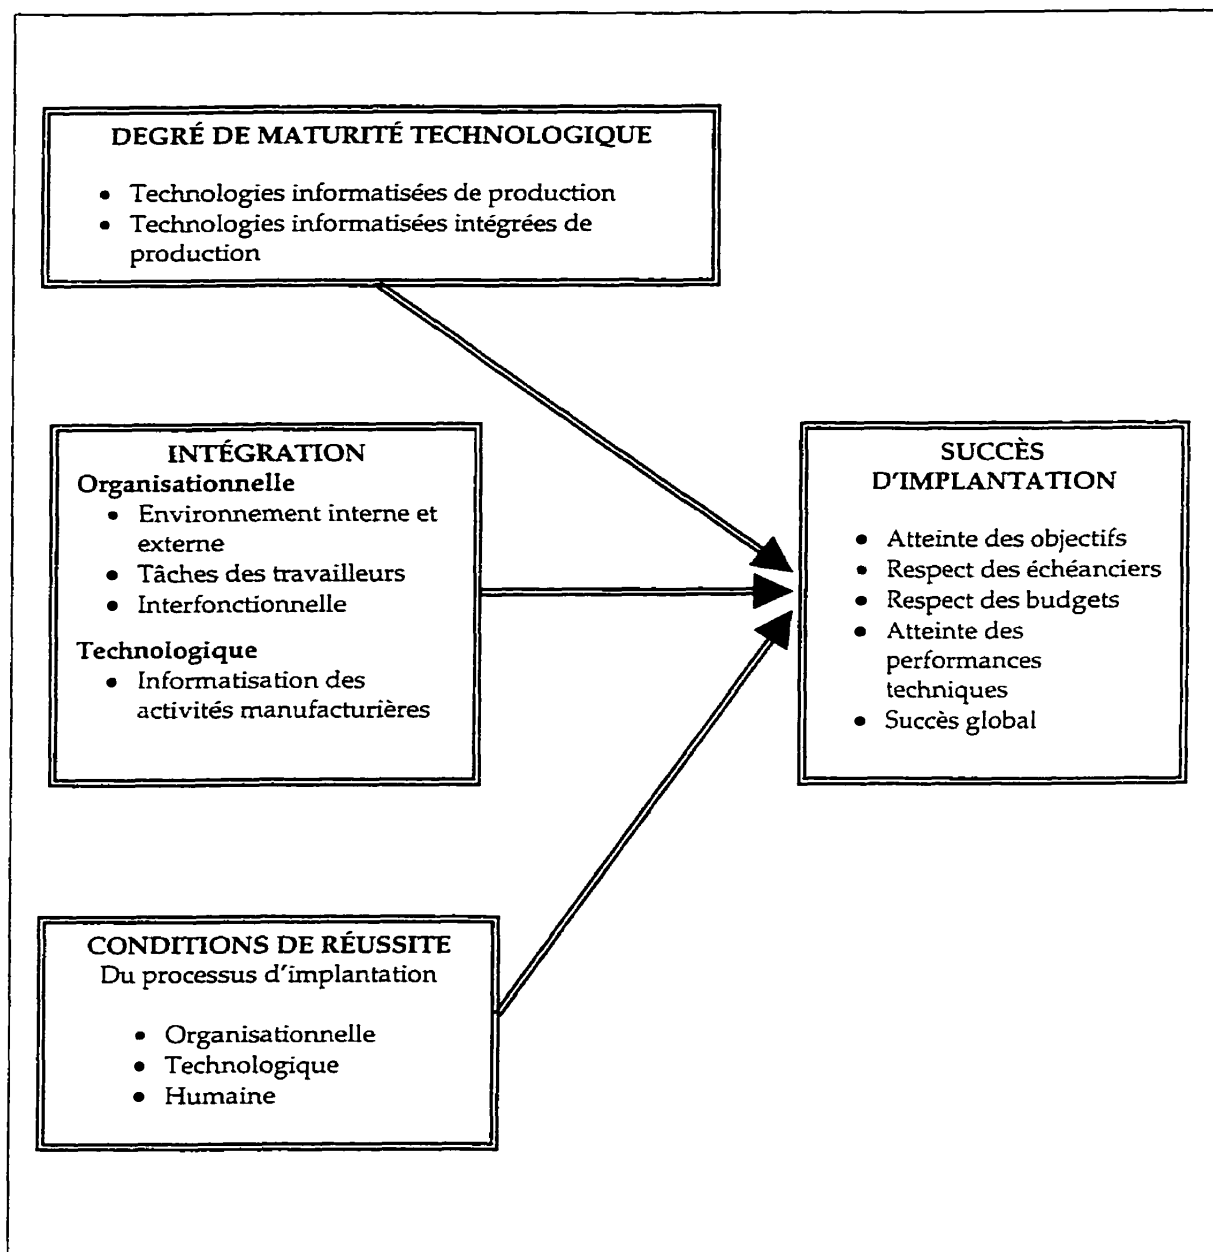 DEGRÉ DE MATURITÉ TECHNOLOGIQUE
• Technologies informatisées de production
• Technologies informatisées intégrées de
production
INTÉGRATION
Organisationnelle
• Environnement interne et
externe
• Tâches des travailleurs
• Interfonctionnelle
Technologique
• Informatisation des
activités manufacturières
CONDITIONS DE RÉUSSITE
Du processus d'implantation
• Organisationnelle
• Technologique
• Humaine
SUCCÈS
D'IMPLANTATION
• Atteinte des objectifs
• Respect des échéanciers
• Respect des budgets
• Atteinte des
performances
techniques
• Succès global